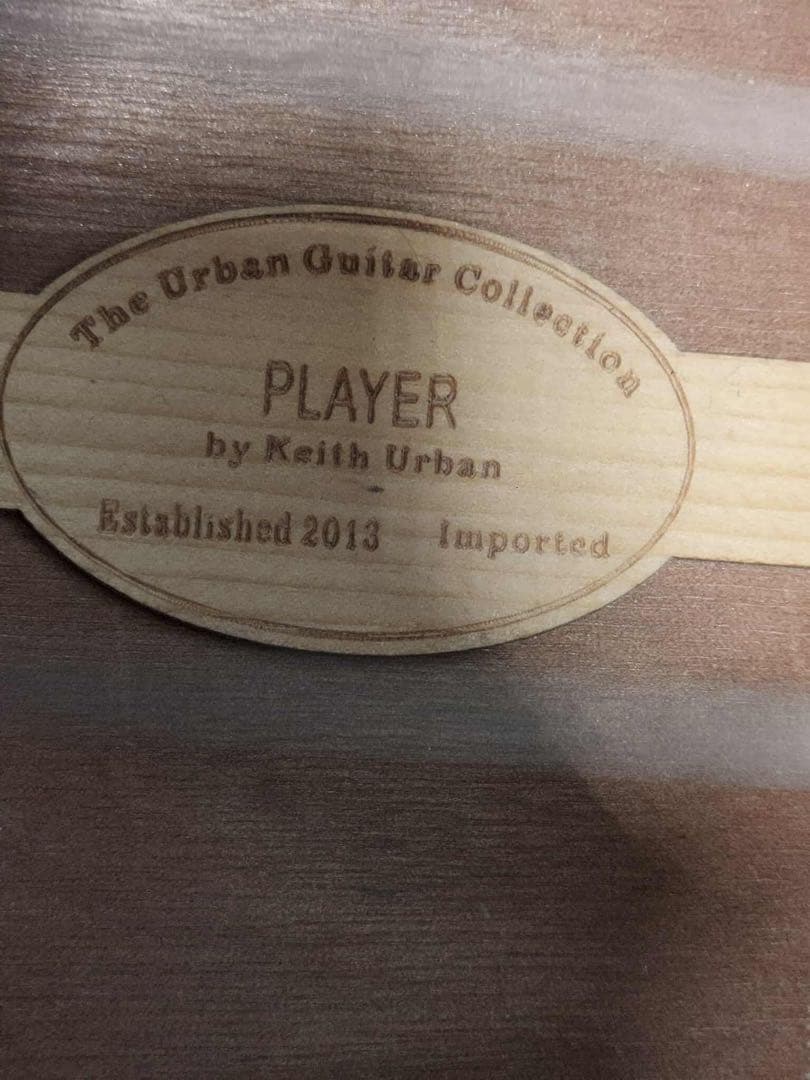 The Urban Guitar Collection
PLAYER
by Keith Urban
Established 2013 Imported